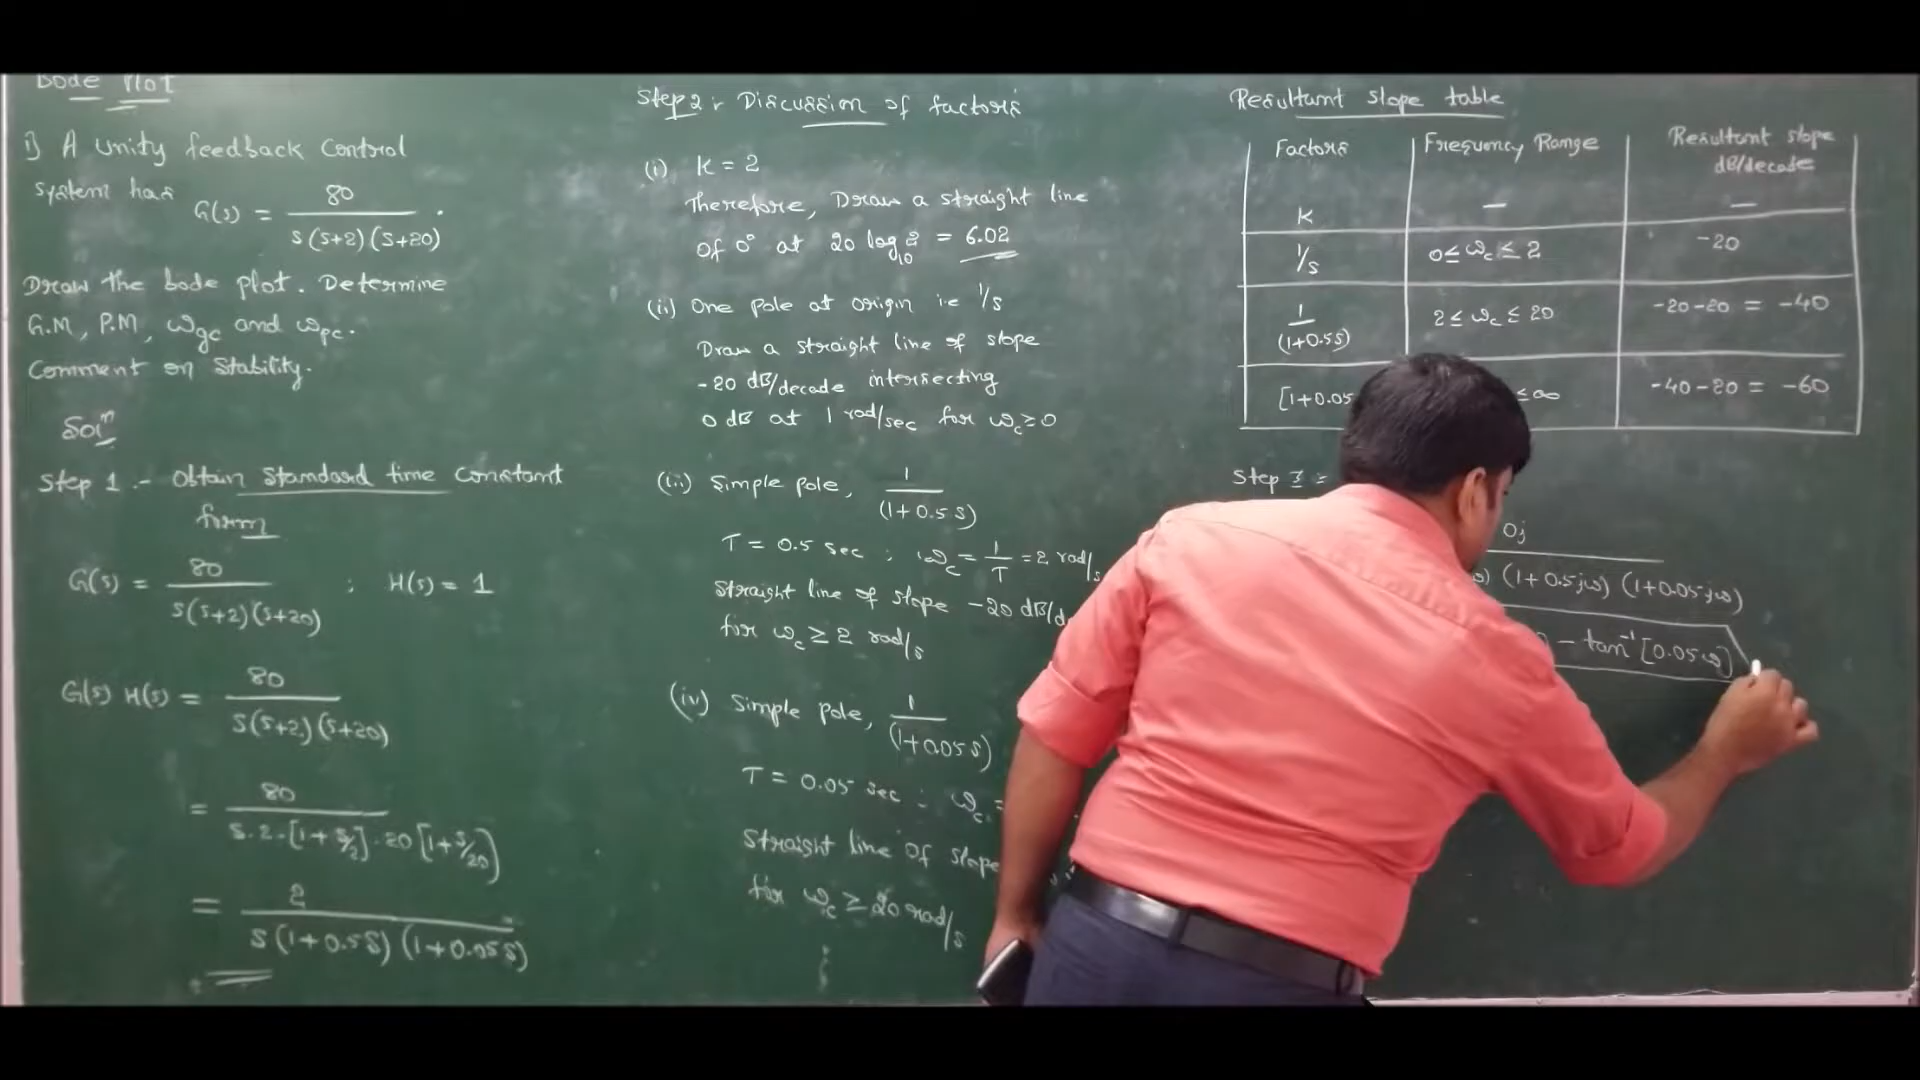 Bode Plot
1) A unity feedback control
system has G(s) = 80 / s(s+2)(s+20) .
Draw the bode plot. Determine
G.M, P.M, ωgc and ωpc.
Comment on Stability.
Solⁿ
Step 1 :- Obtain standard time constant
form
G(s) = 80 / s(s+2)(s+20) ; H(s) = 1
G(s) H(s) = 80 / s(s+2)(s+20)
= 80 / s.2.[1+s/2].20[1+s/20]
= 2 / s(1+0.5s)(1+0.05s)
Step 2 : Discussion of factors
(i) K = 2
Therefore, Draw a straight line
of 0° at 20 log₁₀ 2 = 6.02
(ii) One pole at origin i.e 1/s
Draw a straight line of slope
-20 dB/decade intersecting
0 dB at 1 rad/sec for ωc≥0
(iii) Simple pole, 1 / (1+0.5s)
T = 0.5 sec ; ωc = 1/T = 2 rad/s
straight line of slope -20 dB/d
for ωc ≥ 2 rad/s
(iv) Simple pole, 1 / (1+0.05s)
T = 0.05 sec : ωc =
straight line of slope
for ωc ≥ 20 rad/s
Resultant slope table
Factors Frequency Range Resultant slope dB/decade
K — —
1/s 0≤ωc≤2 -20
1 / (1+0.5s) 2≤ωc≤20 -20-20 = -40
[1+0.05 ≤∞ -40-20 = -60
Step 3 :
0j
ω) (1+0.5jω) (1+0.05jω)
- tan⁻¹[0.05ω]